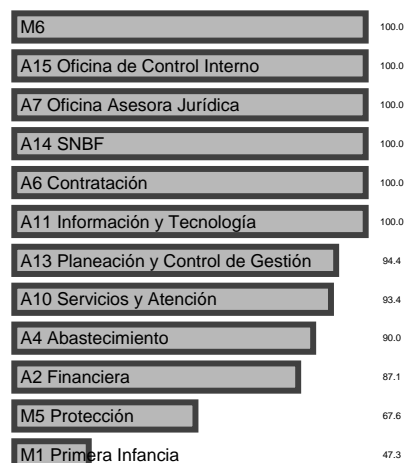 M6 100.0
A15 Oficina de Control Interno 100.0
A7 Oficina Asesora Jurídica 100.0
A14 SNBF 100.0
A6 Contratación 100.0
A11 Información y Tecnología 100.0
A13 Planeación y Control de Gestión 94.4
A10 Servicios y Atención 93.4
A4 Abastecimiento 90.0
A2 Financiera 87.1
M5 Protección 67.6
M1 Primera Infancia 47.3